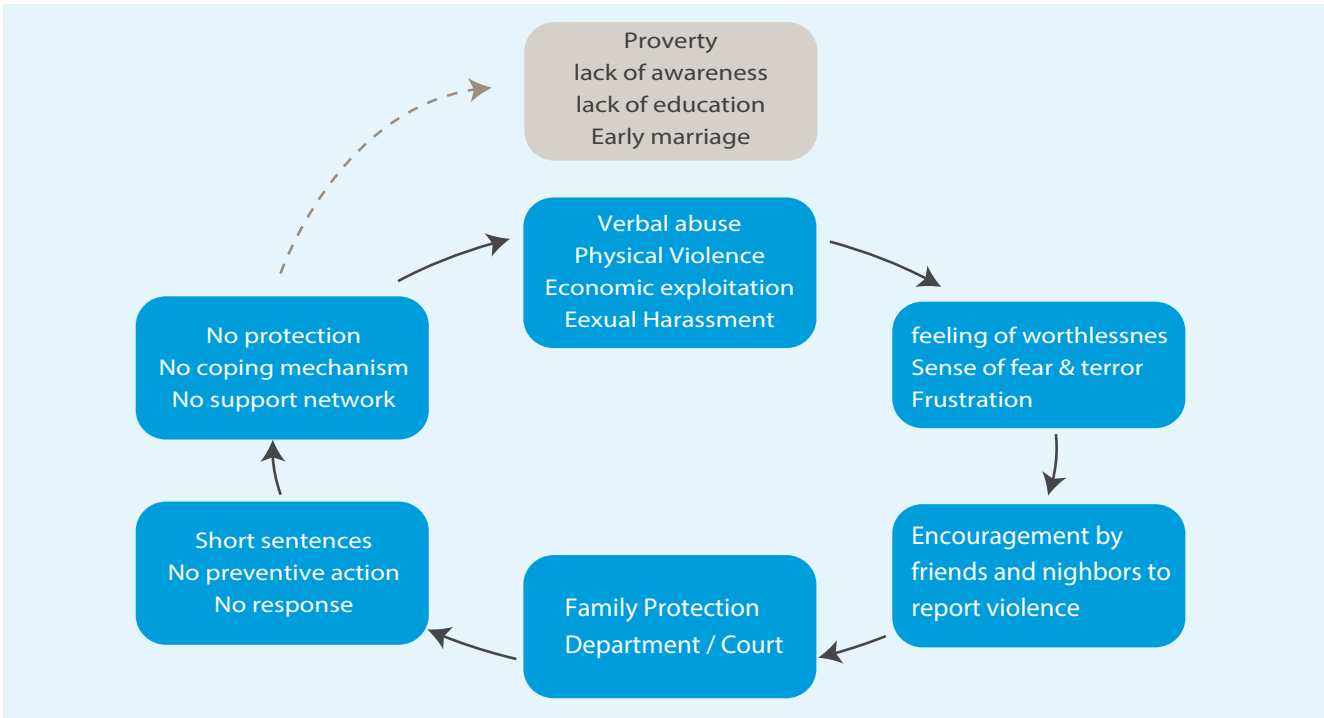 Proverty
lack of awareness
lack of education
Early marriage
Verbal abuse
Physical Violence
Economic exploitation
Eexual Harassment
feeling of worthlessnes
Sense of fear & terror
Frustration
Encouragement by
friends and nighbors to
report violence
Family Protection
Department / Court
Short sentences
No preventive action
No response
No protection
No coping mechanism
No support network